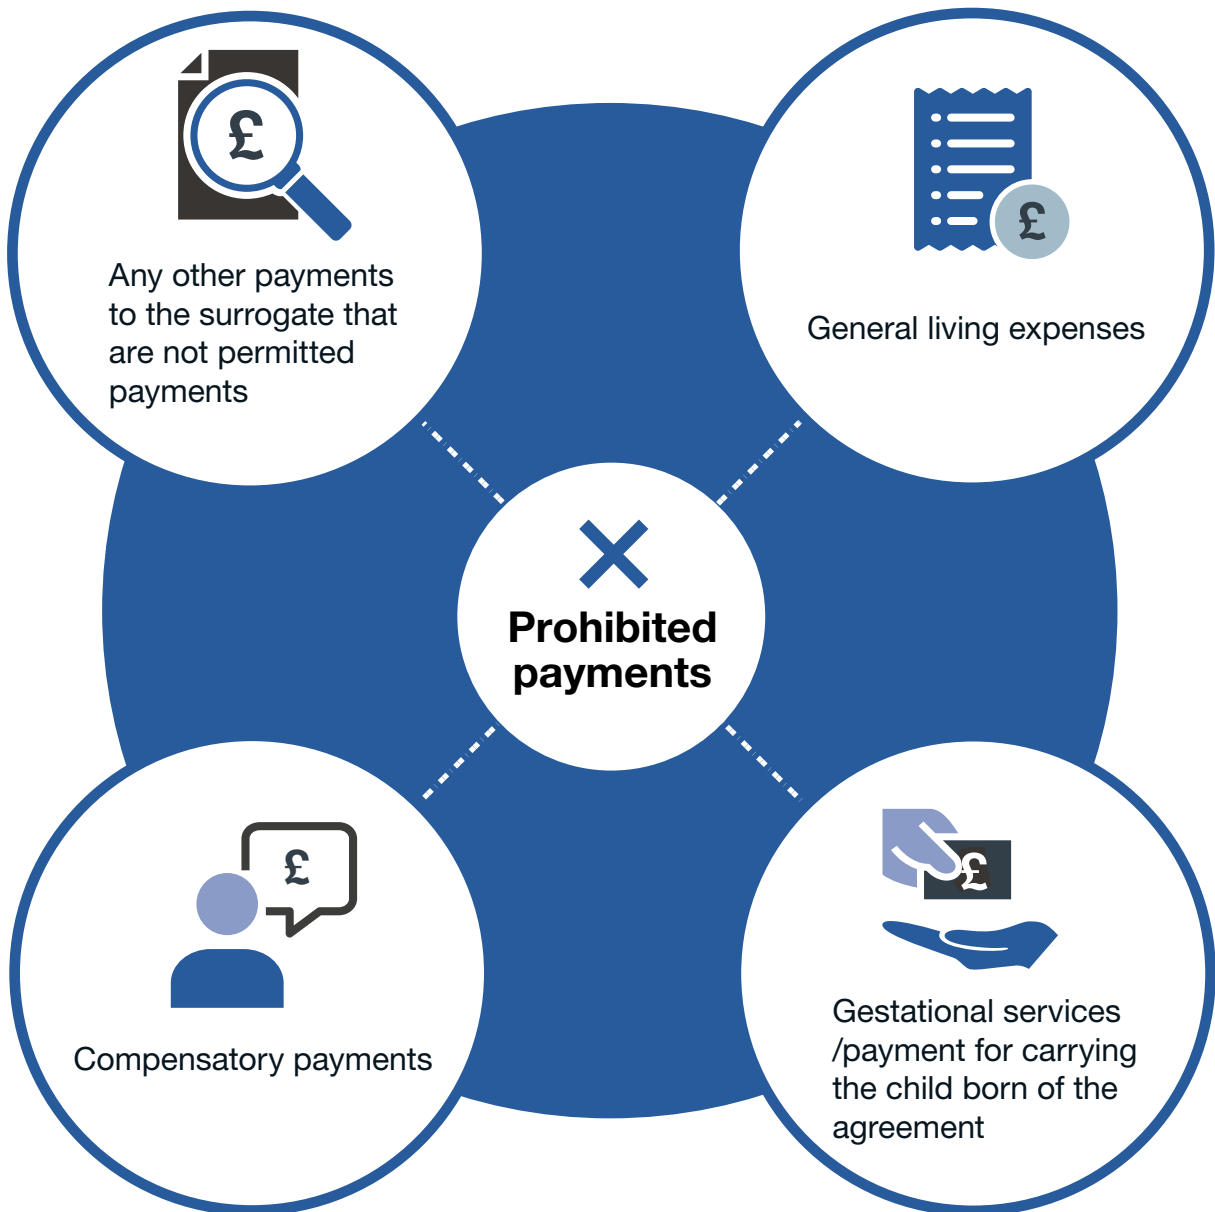 £
Any other payments
to the surrogate that
are not permitted
payments
£
General living expenses
Prohibited
payments
£
Compensatory payments
£
Gestational services
/payment for carrying
the child born of the
agreement